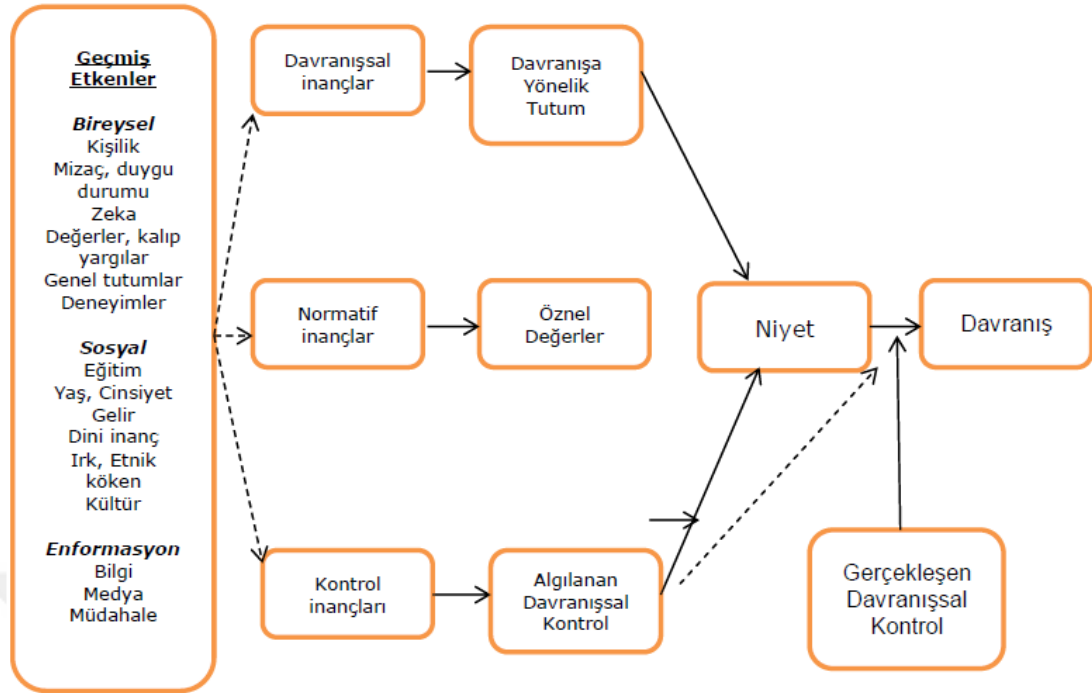 Geçmiş
Etkenler
Bireysel
Kişilik
Mizaç, duygu
durumu
Zeka
Değerler, kalıp
yargılar
Genel tutumlar
Deneyimler
Sosyal
Eğitim
Yaş, Cinsiyet
Gelir
Dini inanç
Irk, Etnik
köken
Kültür
Enformasyon
Bilgi
Medya
Müdahale
Davranışsal
inançlar
Davranışa
Yönelik
Tutum
Normatif
inançlar
Öznel
Değerler
Kontrol
inançları
Algılanan
Davranışsal
Kontrol
Niyet
Davranış
Gerçekleşen
Davranışsal
Kontrol